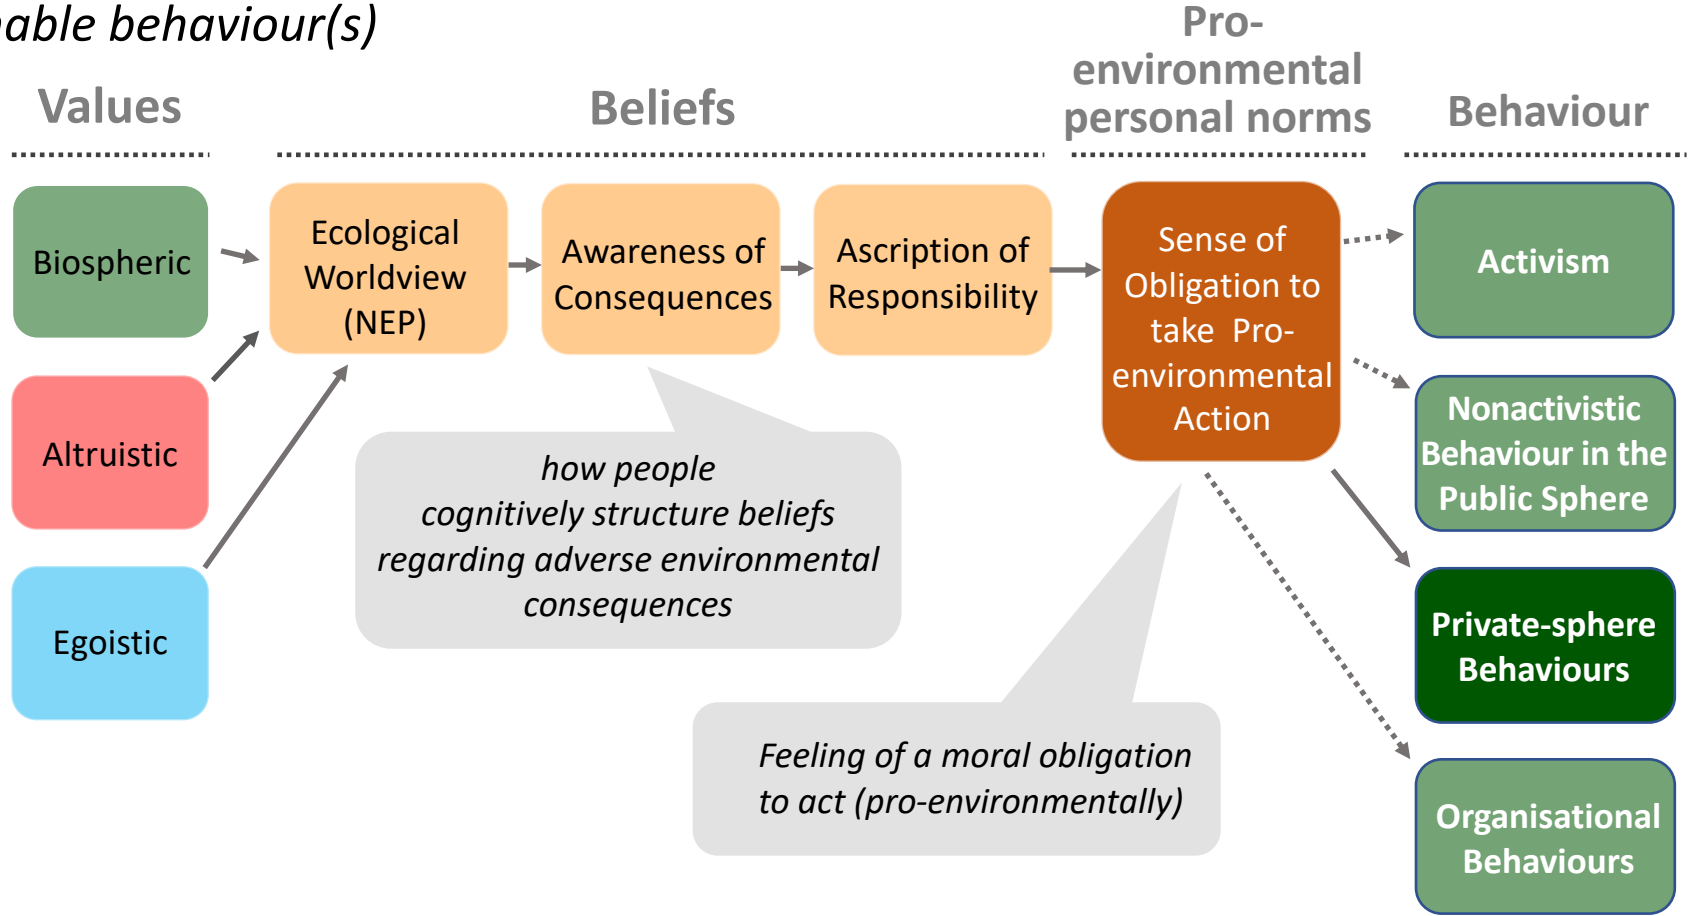 nable behaviour(s)
Values
Beliefs
Pro-
environmental
personal norms
Behaviour
Biospheric
Altruistic
Egoistic
Ecological
Worldview
(NEP)
Awareness of
Consequences
Ascription of
Responsibility
Sense of
Obligation to
take Pro-
environmental
Action
Activism
Nonactivistic
Behaviour in the
Public Sphere
Private-sphere
Behaviours
Organisational
Behaviours
how people
cognitively structure beliefs
regarding adverse environmental
consequences
Feeling of a moral obligation
to act (pro-environmentally)